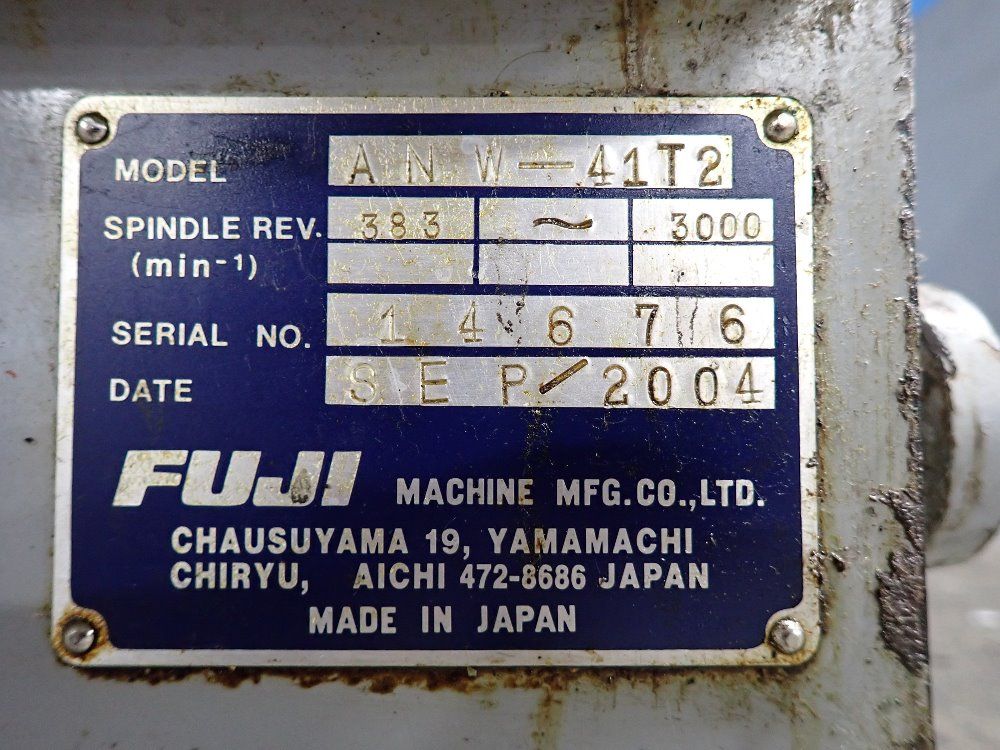 MODEL ANW-41T2
SPINDLE REV. 383 ~ 3000
(min-1)
SERIAL NO. 14676
DATE SEP/2004
FUJI MACHINE MFG.CO.,LTD.
CHAUSUYAMA 19, YAMAMACHI
CHIRYU, AICHI 472-8686 JAPAN
MADE IN JAPAN